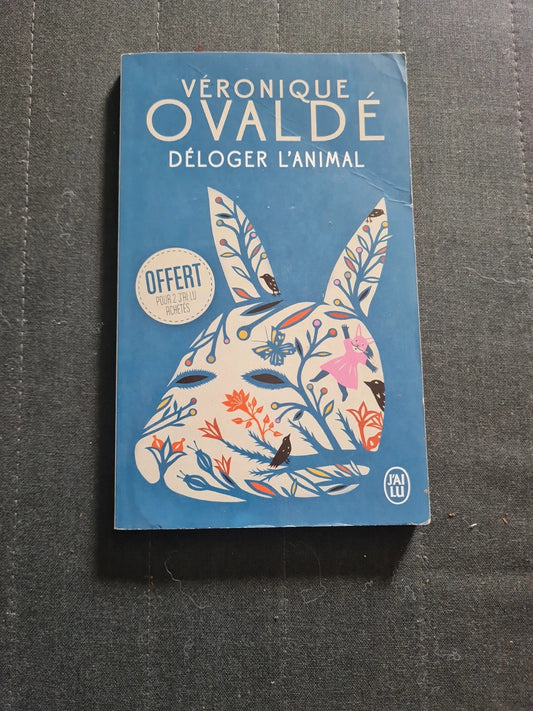 VÉRONIQUE
OVALDÉ
DÉLOGER L'ANIMAL
OFFERT
POUR 2 J'AI LU
ACHETÉS
J'AI
LU